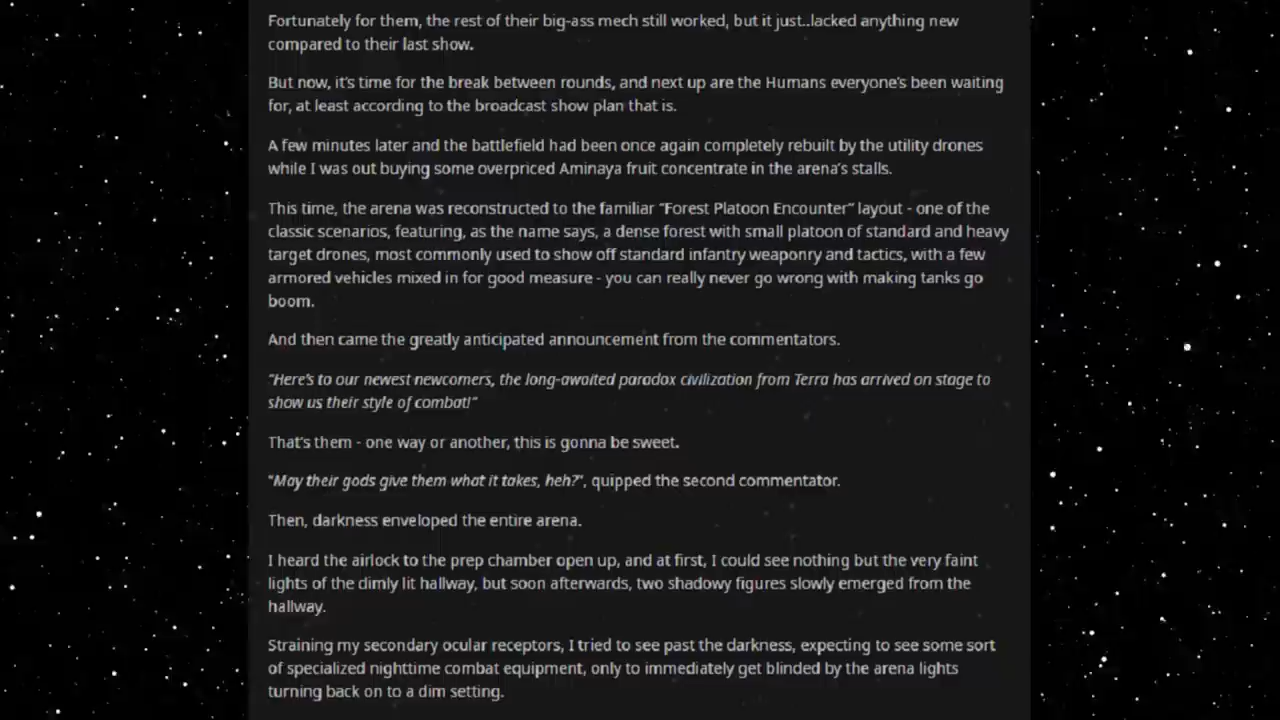 Fortunately for them, the rest of their big-ass mech still worked, but it just..lacked anything new
compared to their last show.
But now, it's time for the break between rounds, and next up are the Humans everyone's been waiting
for, at least according to the broadcast show plan that is.
A few minutes later and the battlefield had been once again completely rebuilt by the utility drones
while I was out buying some overpriced Aminaya fruit concentrate in the arena's stalls.
This time, the arena was reconstructed to the familiar “Forest Platoon Encounter” layout - one of the
classic scenarios, featuring, as the name says, a dense forest with small platoon of standard and heavy
target drones, most commonly used to show off standard infantry weaponry and tactics, with a few
armored vehicles mixed in for good measure - you can really never go wrong with making tanks go
boom.
And then came the greatly anticipated announcement from the commentators.
“Here's to our newest newcomers, the long-awaited paradox civilization from Terra has arrived on stage to
show us their style of combat!”
That's them - one way or another, this is gonna be sweet.
“May their gods give them what it takes, heh?”, quipped the second commentator.
Then, darkness enveloped the entire arena.
I heard the airlock to the prep chamber open up, and at first, I could see nothing but the very faint
lights of the dimly lit hallway, but soon afterwards, two shadowy figures slowly emerged from the
hallway.
Straining my secondary ocular receptors, I tried to see past the darkness, expecting to see some sort
of specialized nighttime combat equipment, only to immediately get blinded by the arena lights
turning back on to a dim setting.